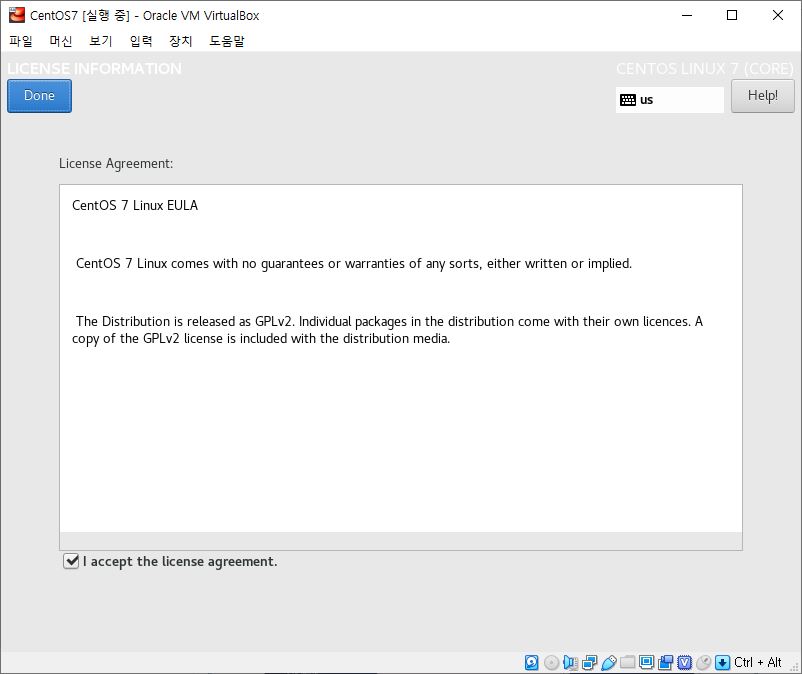 CentOS7 [실행 중] - Oracle VM VirtualBox
파일 머신 보기 입력 장치 도움말
LICENSE INFORMATION
CENTOS LINUX 7 (CORE)
Done
us
Help!
License Agreement:
CentOS 7 Linux EULA
CentOS 7 Linux comes with no guarantees or warranties of any sorts, either written or implied.
The Distribution is released as GPLv2. Individual packages in the distribution come with their own licences. A
copy of the GPLv2 license is included with the distribution media.
I accept the license agreement.
Ctrl + Alt